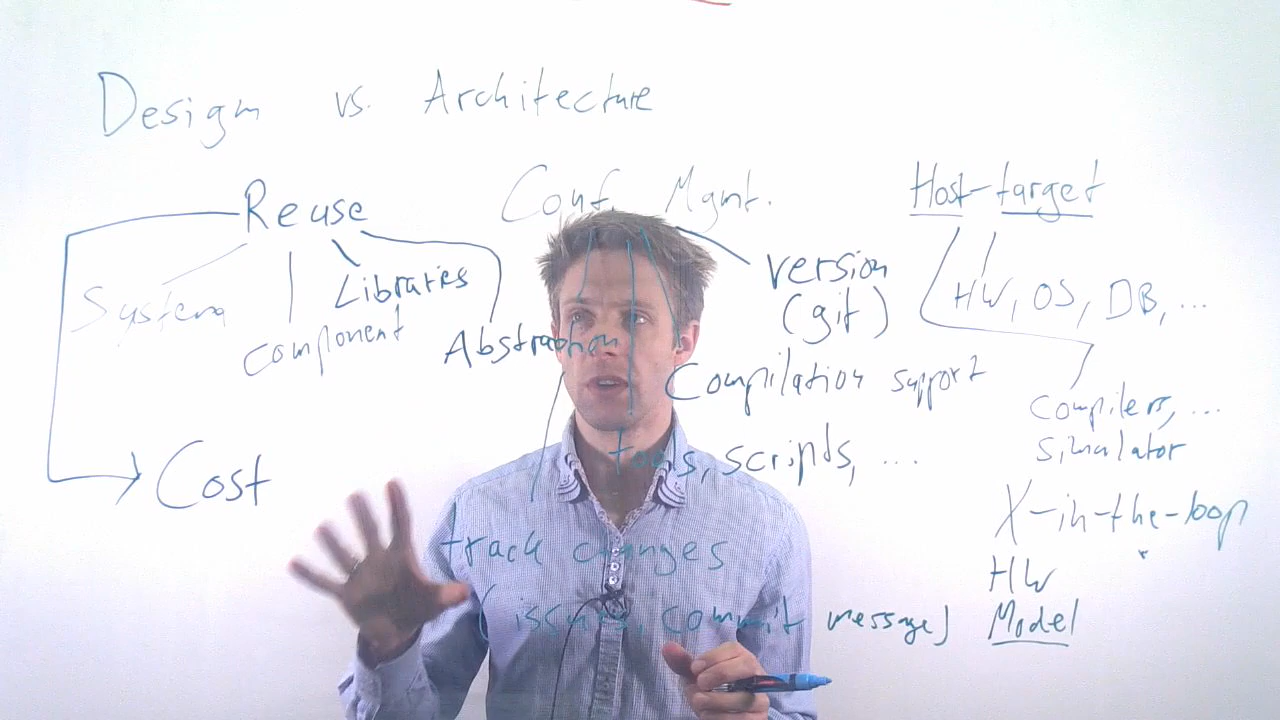 Design vs. Architecture
Reuse
System
component
Libraries
Abstraction
Cost
Conf. Mgmt.
version
(git)
Compilation support
tools, scripts, ...
track changes
(issues, commit message)
Host-target
HW, OS, DB, ...
Compilers, ...
simulator
X-in-the-loop
HW
Model